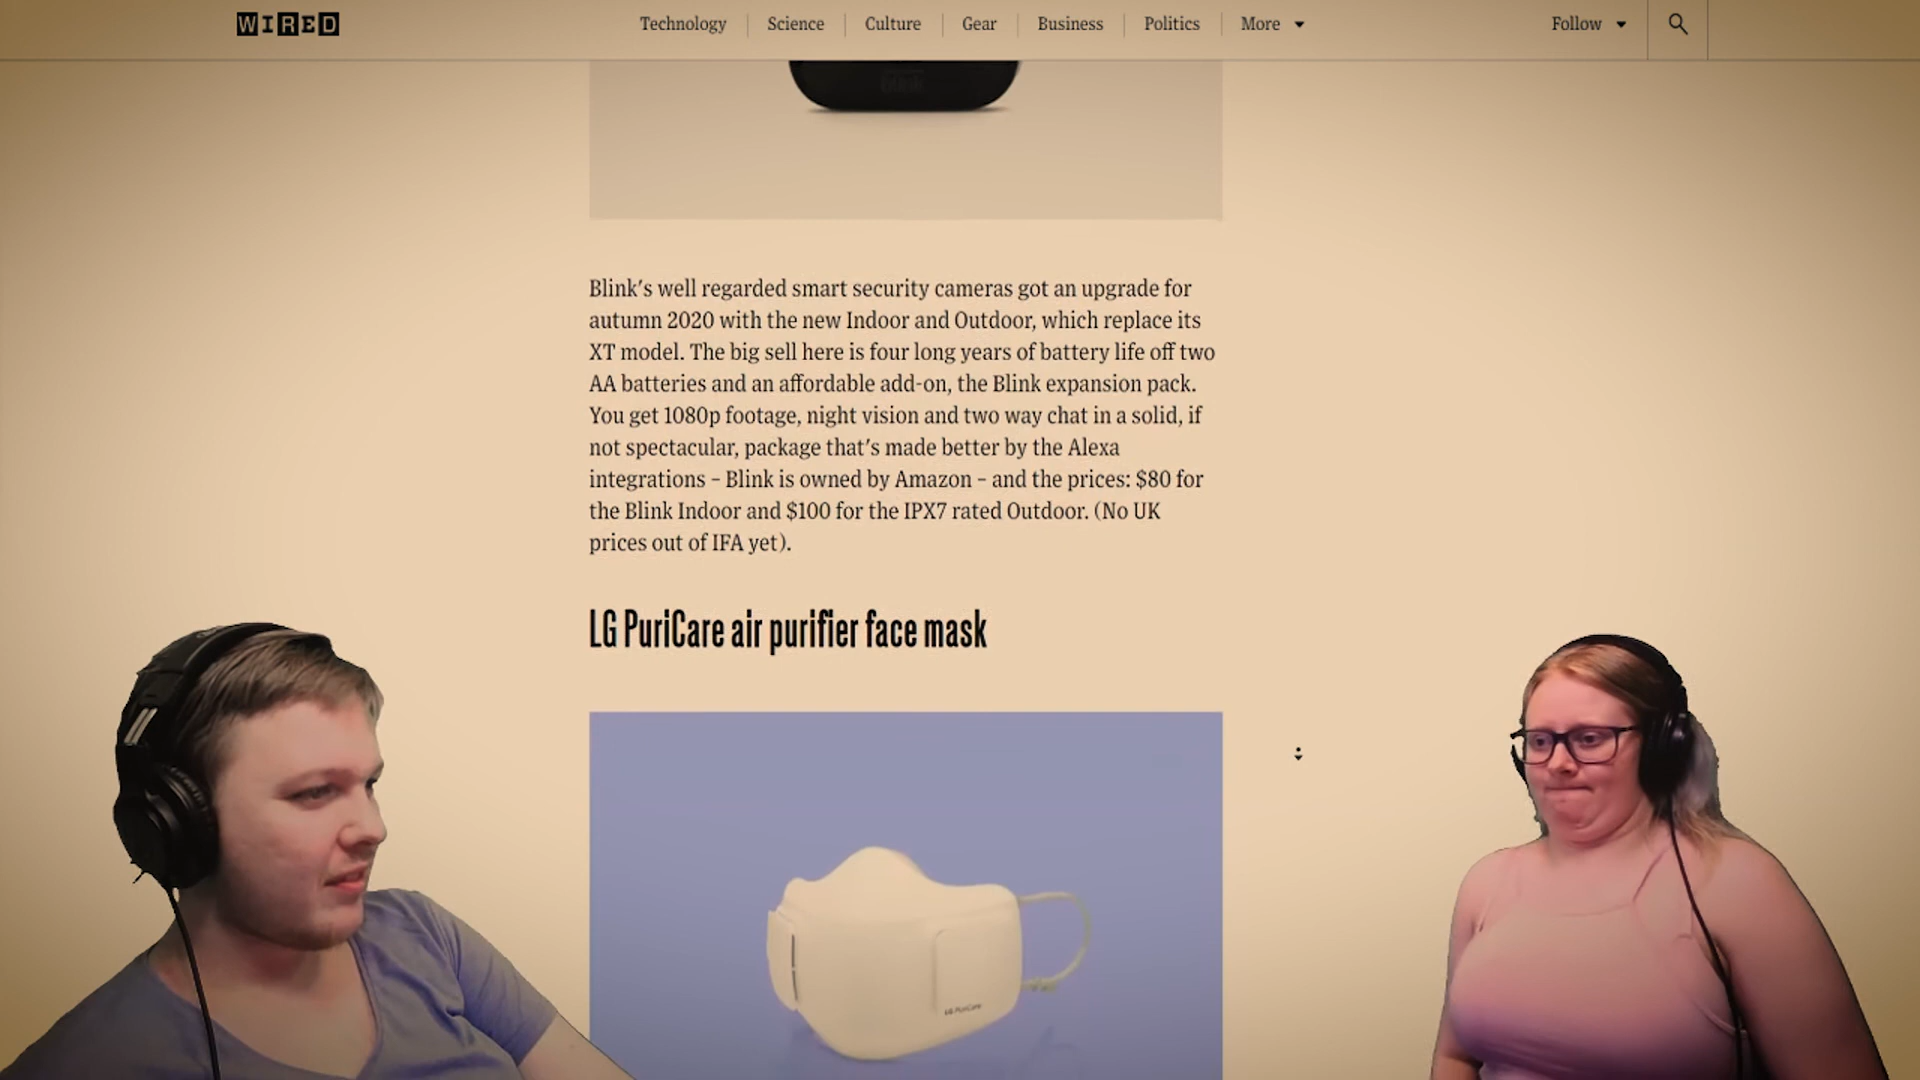 WIRED
Technology
Science
Culture
Gear
Business
Politics
More
Follow
Blink's well regarded smart security cameras got an upgrade for
autumn 2020 with the new Indoor and Outdoor, which replace its
XT model. The big sell here is four long years of battery life off two
AA batteries and an affordable add-on, the Blink expansion pack.
You get 1080p footage, night vision and two way chat in a solid, if
not spectacular, package that's made better by the Alexa
integrations – Blink is owned by Amazon – and the prices: $80 for
the Blink Indoor and $100 for the IPX7 rated Outdoor. (No UK
prices out of IFA yet).
LG PuriCare air purifier face mask
LG PuriCare